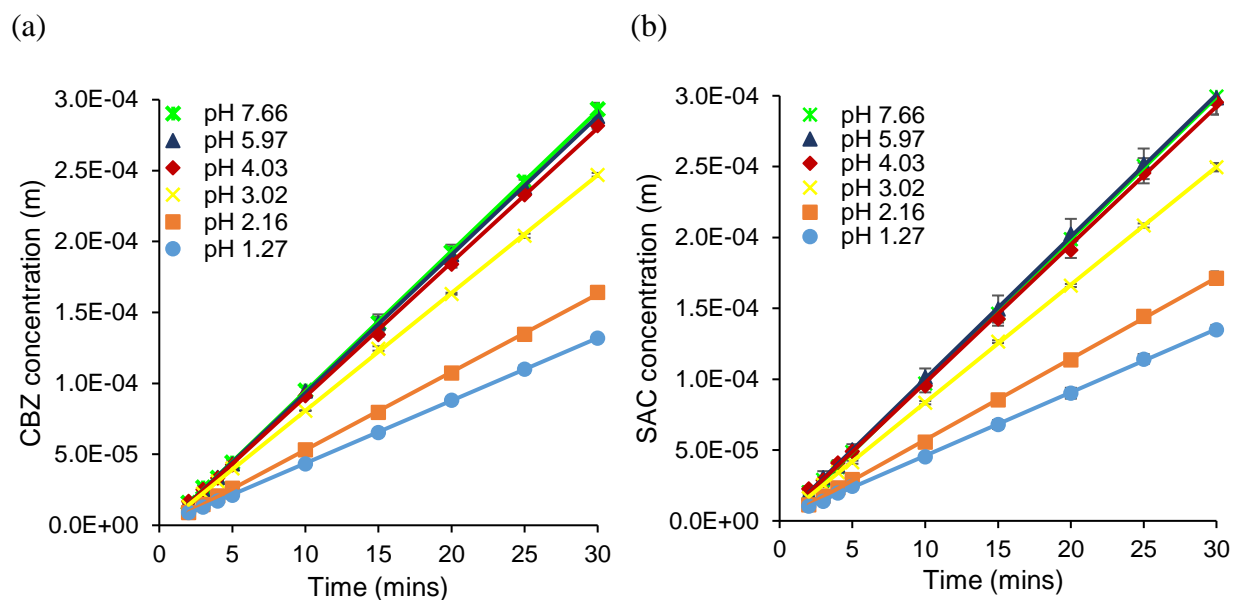 (a)
CBZ concentration (m)
3.0E-04
2.5E-04
2.0E-04
1.5E-04
1.0E-04
5.0E-05
0.0E+00
pH 7.66
pH 5.97
pH 4.03
pH 3.02
pH 2.16
pH 1.27
0 5 10 15 20 25 30
Time (mins)
(b)
SAC concentration (m)
3.0E-04
2.5E-04
2.0E-04
1.5E-04
1.0E-04
5.0E-05
0.0E+00
pH 7.66
pH 5.97
pH 4.03
pH 3.02
pH 2.16
pH 1.27
0 5 10 15 20 25 30
Time (mins)